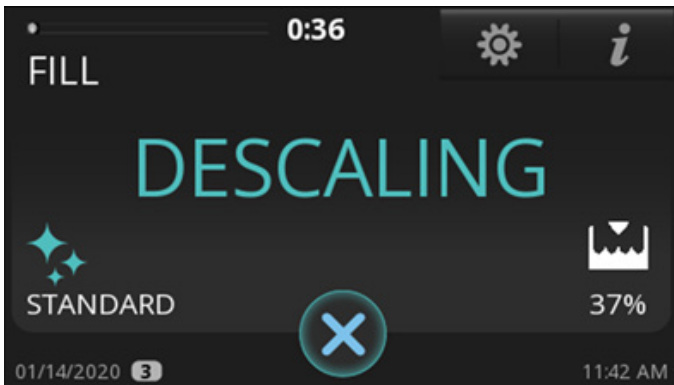 0:36
FILL
DESCALING
STANDARD
37%
01/14/2020 3
11:42 AM